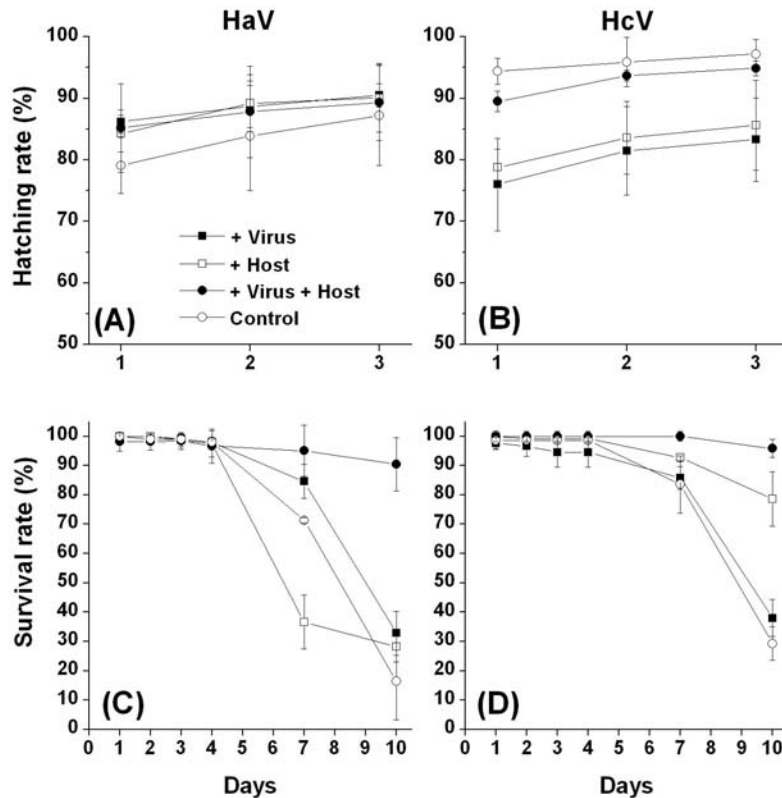 HaV
HcV
Hatching rate (%)
100
90
80
70
60
50
+ Virus
+ Host
+ Virus + Host
Control
(A)
1
2
3
100
90
80
70
60
50
(B)
1
2
3
Survival rate (%)
100
90
80
70
60
50
40
30
20
10
0
(C)
0 1 2 3 4 5 6 7 8 9 10
Days
100
90
80
70
60
50
40
30
20
10
0
(D)
0 1 2 3 4 5 6 7 8 9 10
Days